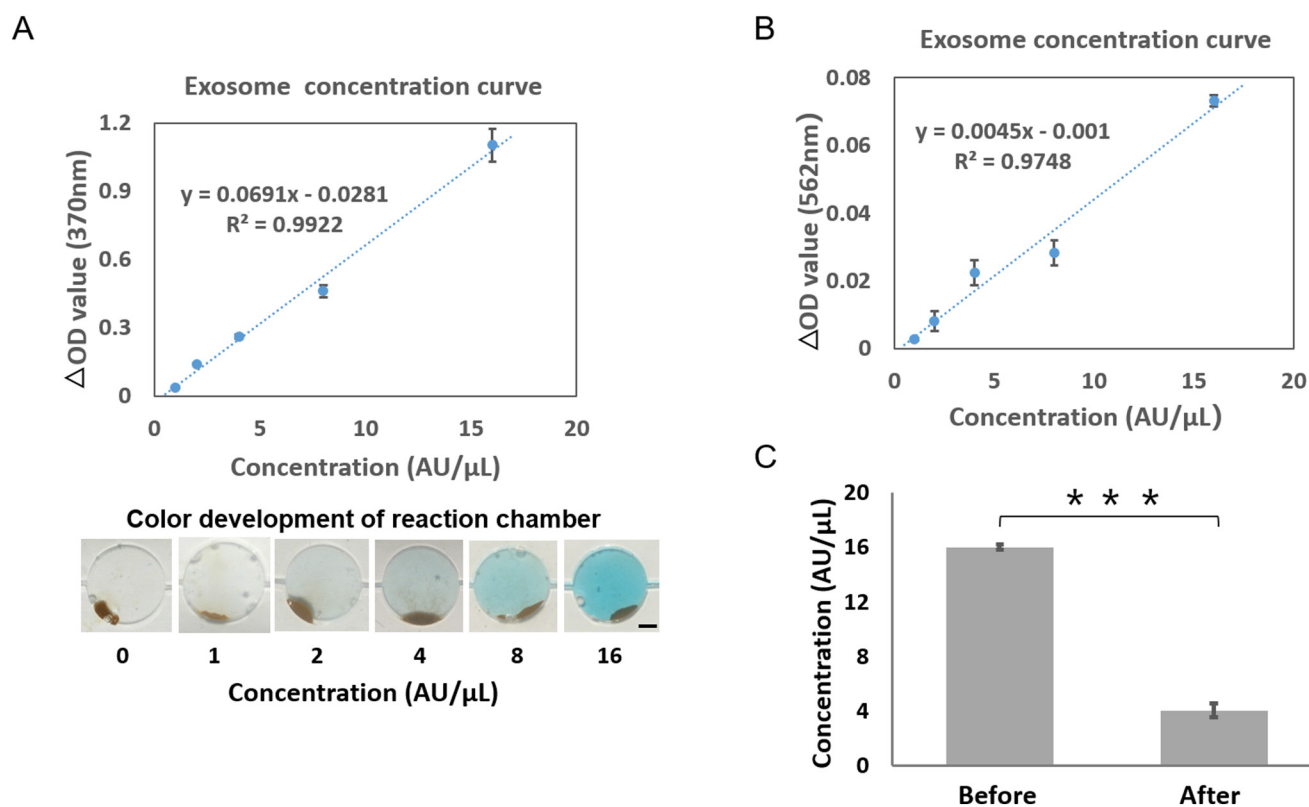 A
Exosome concentration curve
△OD value (370nm)
1.2
0.9
0.6
0.3
0
y = 0.0691x - 0.0281
R² = 0.9922
0 5 10 15 20
Concentration (AU/μL)
Color development of reaction chamber
0 1 2 4 8 16
Concentration (AU/μL)
B
Exosome concentration curve
△OD value (562nm)
0.08
0.06
0.04
0.02
0
y = 0.0045x - 0.001
R² = 0.9748
0 5 10 15 20
Concentration (AU/μL)
C
Concentration (AU/μL)
20
16
12
8
4
0
* * *
Before After